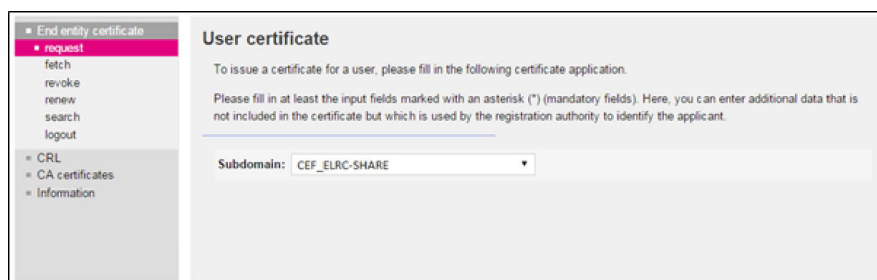 End entity certificate
request
fetch
revoke
renew
search
logout
CRL
CA certificates
Information
User certificate
To issue a certificate for a user, please fill in the following certificate application.
Please fill in at least the input fields marked with an asterisk (*) (mandatory fields). Here, you can enter additional data that is
not included in the certificate but which is used by the registration authority to identify the applicant.
Subdomain: CEF_ELRC-SHARE